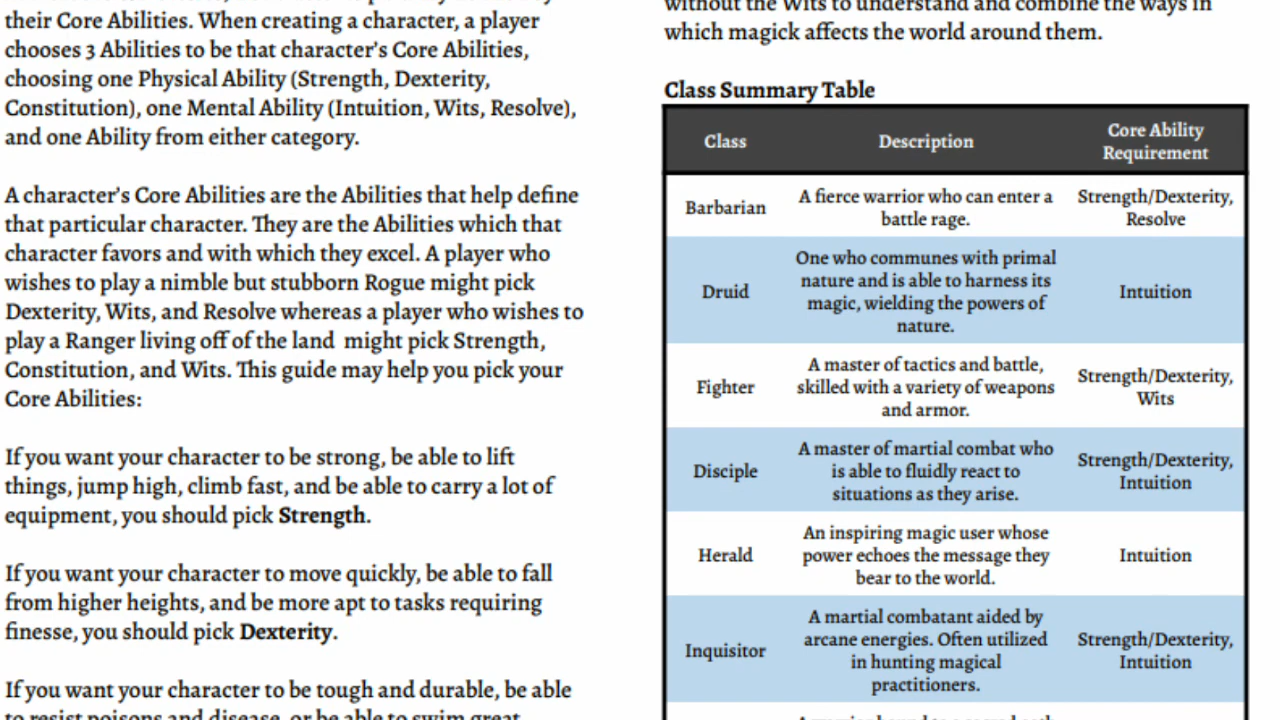 their Core Abilities. When creating a character, a player
chooses 3 Abilities to be that character's Core Abilities,
choosing one Physical Ability (Strength, Dexterity,
Constitution), one Mental Ability (Intuition, Wits, Resolve),
and one Ability from either category.
A character's Core Abilities are the Abilities that help define
that particular character. They are the Abilities which that
character favors and with which they excel. A player who
wishes to play a nimble but stubborn Rogue might pick
Dexterity, Wits, and Resolve whereas a player who wishes to
play a Ranger living off of the land might pick Strength,
Constitution, and Wits. This guide may help you pick your
Core Abilities:
If you want your character to be strong, be able to lift
things, jump high, climb fast, and be able to carry a lot of
equipment, you should pick Strength.
If you want your character to move quickly, be able to fall
from higher heights, and be more apt to tasks requiring
finesse, you should pick Dexterity.
If you want your character to be tough and durable, be able
to resist poisons and disease, or be able to swim great
without the Wits to understand and combine the ways in
which magick affects the world around them.
Class Summary Table
Class Description Core Ability
Requirement
Barbarian A fierce warrior who can enter a Strength/Dexterity,
battle rage. Resolve
One who communes with primal
Druid nature and is able to harness its Intuition
magic, wielding the powers of
nature.
A master of tactics and battle,
Fighter skilled with a variety of weapons Strength/Dexterity,
and armor. Wits
A master of martial combat who
Disciple is able to fluidly react to Strength/Dexterity,
situations as they arise. Intuition
An inspiring magic user whose
Herald power echoes the message they Intuition
bear to the world.
A martial combatant aided by
arcane energies. Often utilized Strength/Dexterity,
Inquisitor in hunting magical Intuition
practitioners.